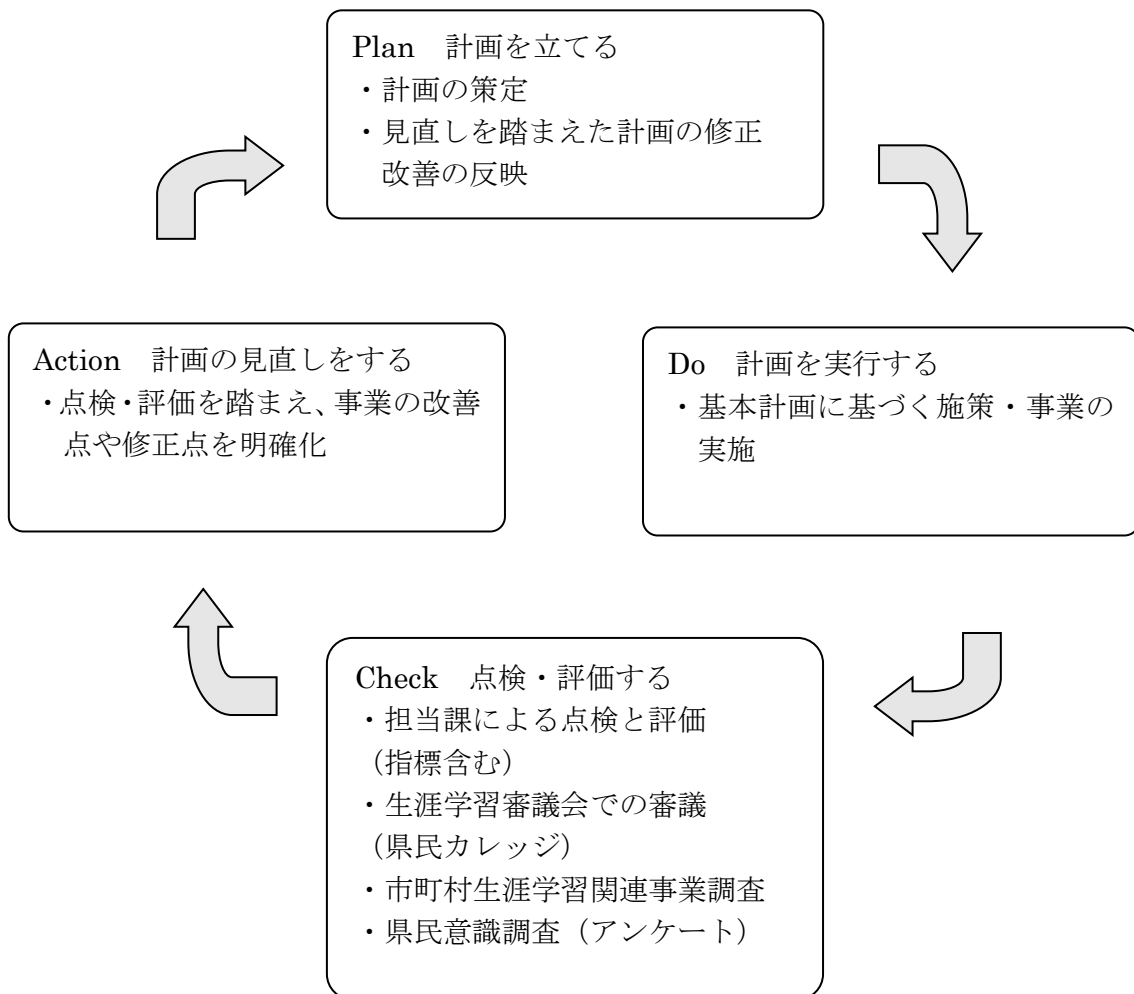 Plan　計画を立てる
・計画の策定
・見直しを踏まえた計画の修正
改善の反映
Action　計画の見直しをする
・点検・評価を踏まえ、事業の改善
点や修正点を明確化
Do　計画を実行する
・基本計画に基づく施策・事業の
実施
Check　点検・評価する
・担当課による点検と評価
（指標含む）
・生涯学習審議会での審議
（県民カレッジ）
・市町村生涯学習関連事業調査
・県民意識調査（アンケート）